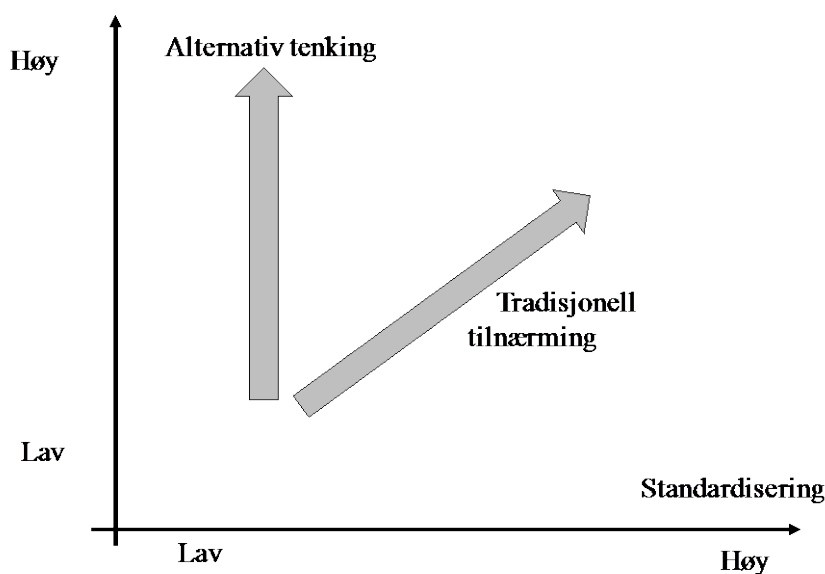 Alternativ tenking
Høy
Tradisjonell
tilnærming
Lav
Standardisering
Lav
Høy